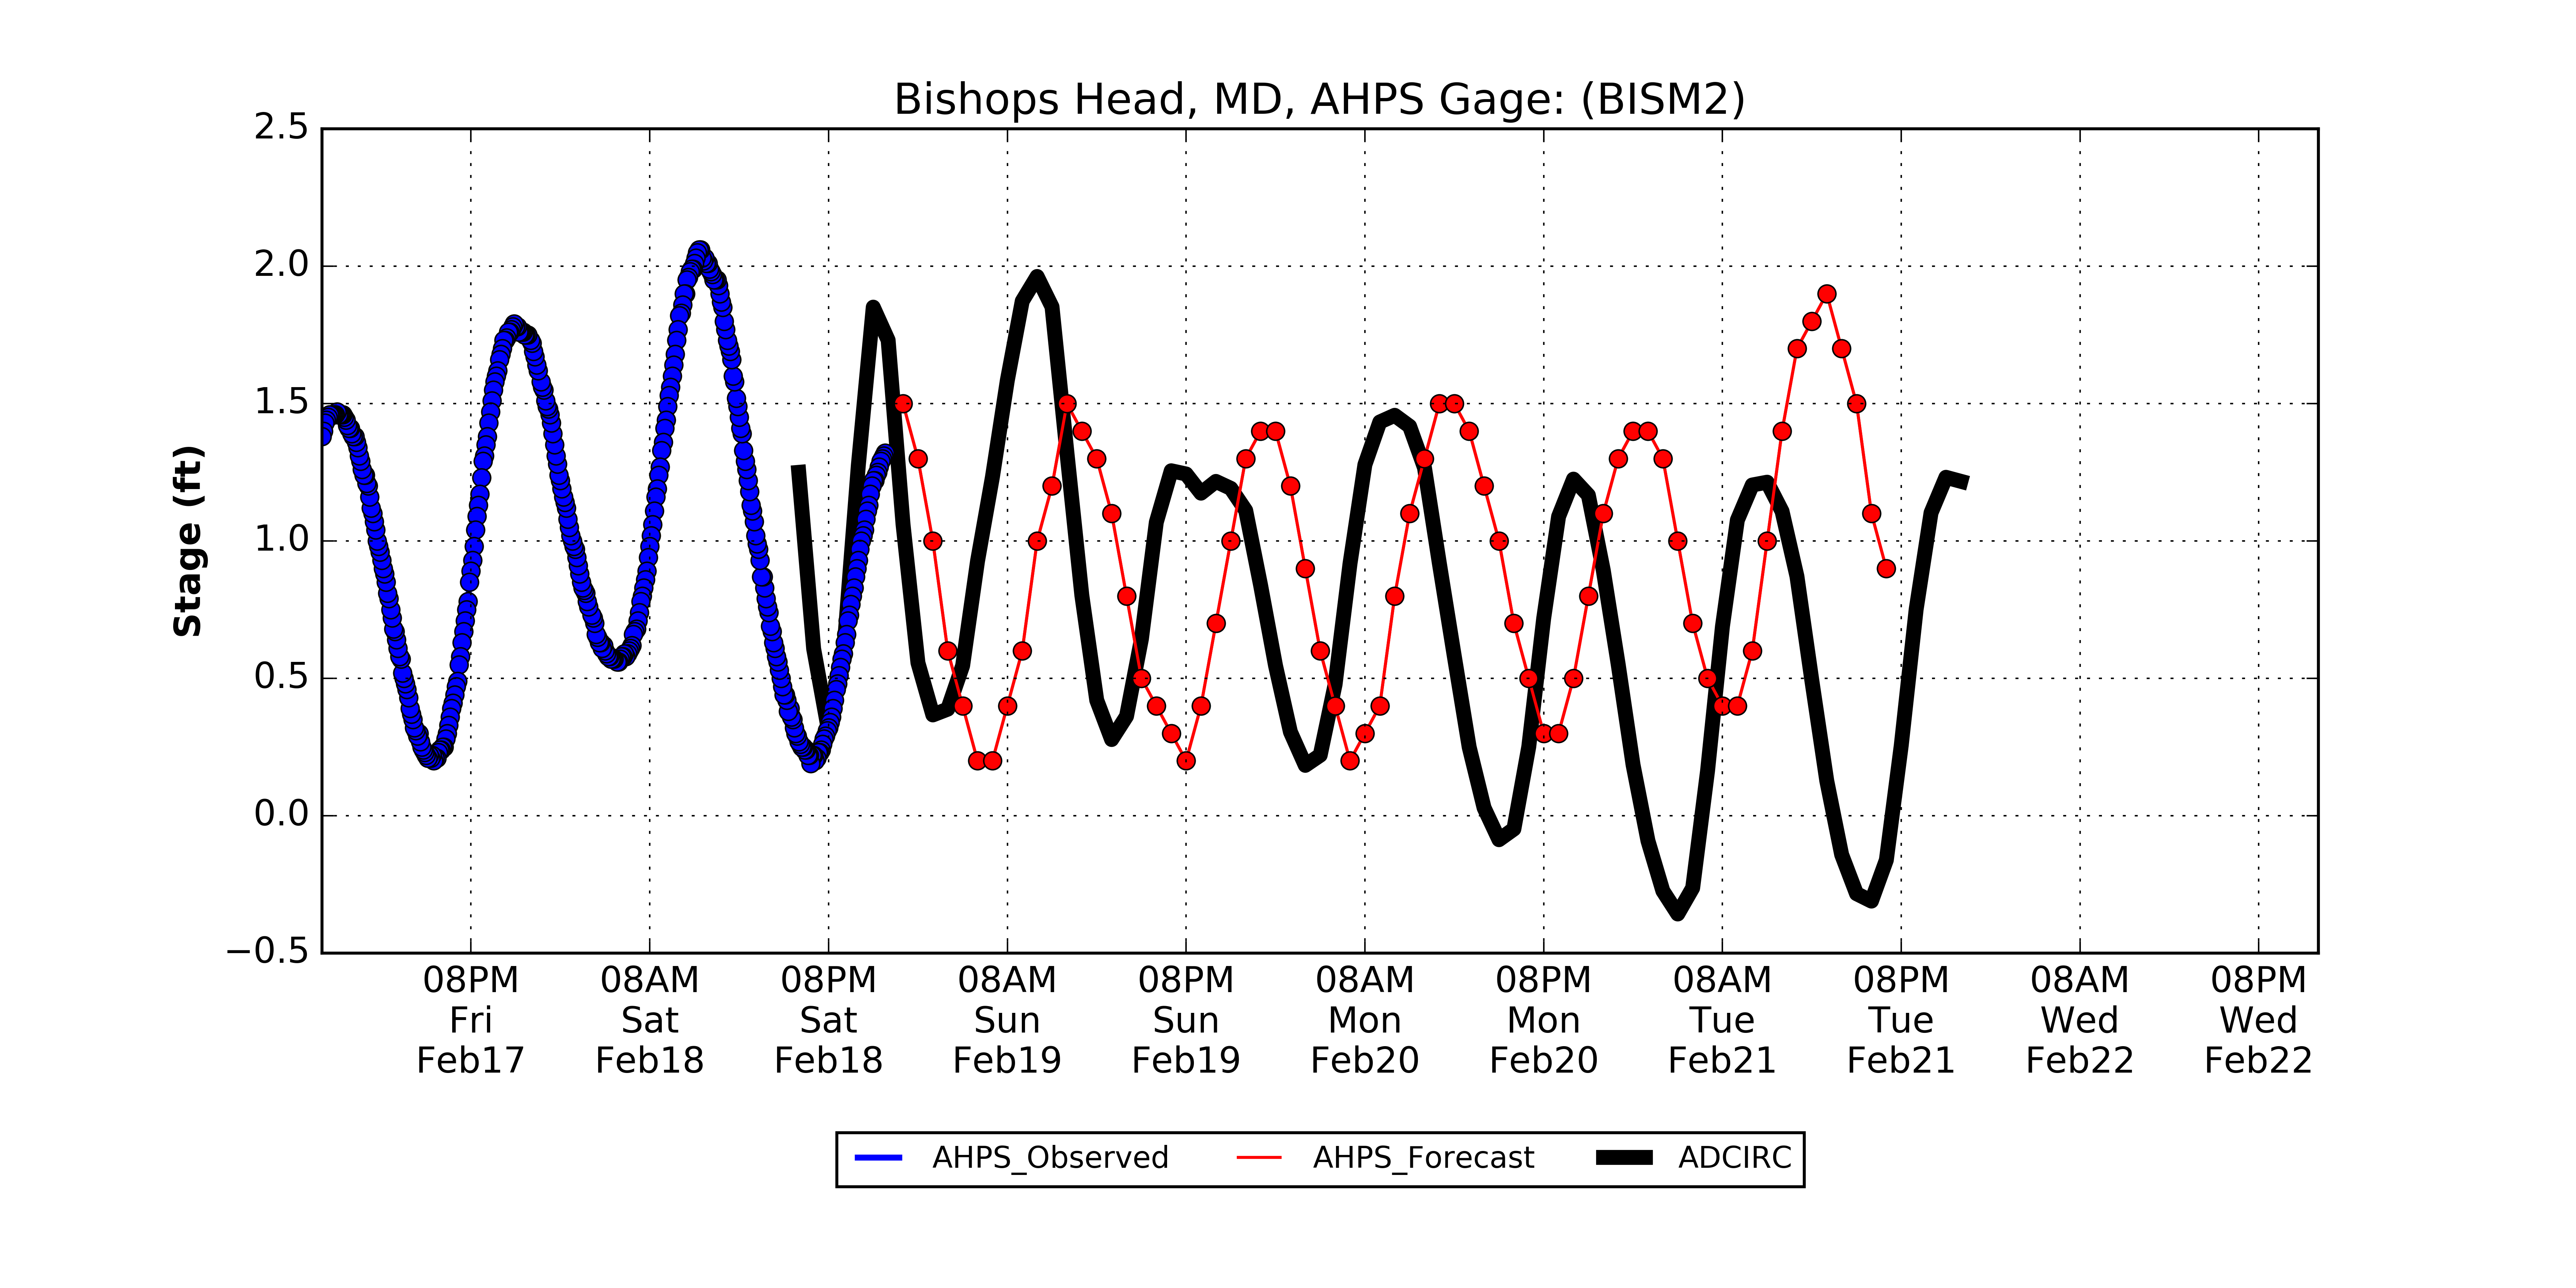 Bishops Head, MD, AHPS Gage: (BISM2)
Stage (ft)
2.5
2.0
1.5
1.0
0.5
0.0
−0.5
08PM 08AM 08PM 08AM 08PM 08AM 08PM 08AM 08PM 08AM 08PM
Fri Sat Sat Sun Sun Mon Mon Tue Tue Wed Wed
Feb17 Feb18 Feb18 Feb19 Feb19 Feb20 Feb20 Feb21 Feb21 Feb22 Feb22
AHPS_Observed AHPS_Forecast ADCIRC